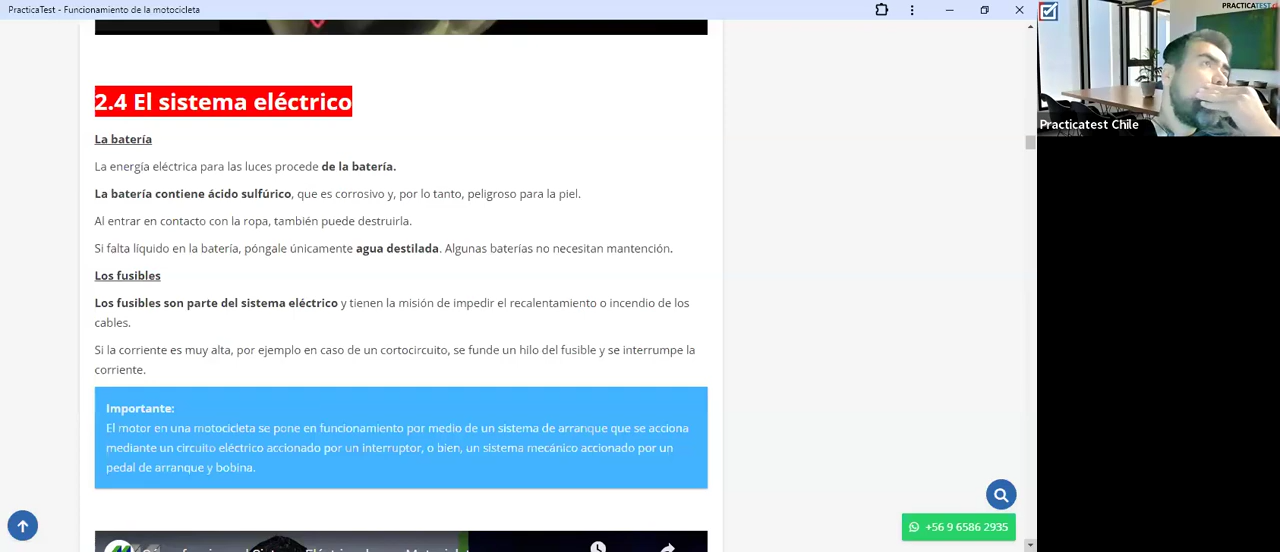 PracticaTest - Funcionamiento de la motocicleta
PRACTICATEST
Practicatest Chile
2.4 El sistema eléctrico
La batería
La energía eléctrica para las luces procede de la batería.
La batería contiene ácido sulfúrico, que es corrosivo y, por lo tanto, peligroso para la piel.
Al entrar en contacto con la ropa, también puede destruirla.
Si falta líquido en la batería, póngale únicamente agua destilada. Algunas baterías no necesitan mantención.
Los fusibles
Los fusibles son parte del sistema eléctrico y tienen la misión de impedir el recalentamiento o incendio de los
cables.
Si la corriente es muy alta, por ejemplo en caso de un cortocircuito, se funde un hilo del fusible y se interrumpe la
corriente.
Importante:
El motor en una motocicleta se pone en funcionamiento por medio de un sistema de arranque que se acciona
mediante un circuito eléctrico accionado por un interruptor, o bien, un sistema mecánico accionado por un
pedal de arranque y bobina.
+56 9 6586 2935